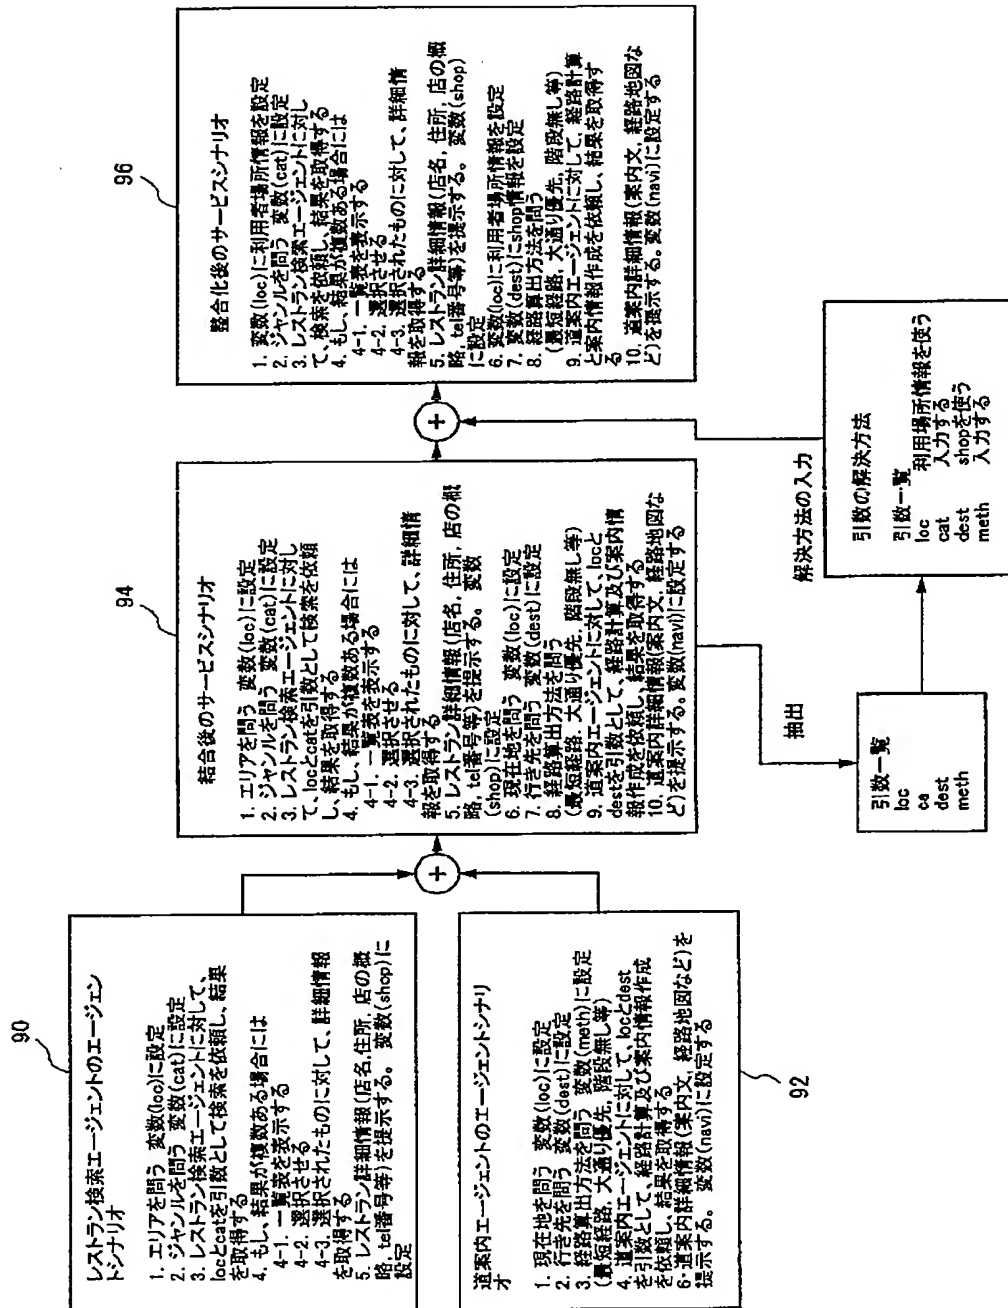 90
レストラン検索エージェントのエージェン
トシナリオ
1. エリアを問う 変数(loc)に設定
2. ジャンルを問う 変数(cat)に設定
3. レストラン検索エージェントに対して、
locとcatを引数として検索を依頼し、結果
を取得する
4. もし、結果が複数ある場合には
4-1. 一覧表を表示する
4-2. 選択させる
4-3. 選択されたものに対して、詳細情報
を取得する
5. レストラン詳細情報(店名,住所, 店の概
略, tel番号等)を提示する。 変数(shop)に
設定
道案内エージェントのエージェントシナリ
オ
1. 現在地を問う 変数(loc)に設定
2. 行き先を問う 変数(dest)に設定
3. 経路算出方法を問う 変数(meth)に設定
(最短経路, 大通り優先, 階段無し等)
4. 道案内エージェントに対して、locとdest
を引数として、経路計算及び案内情報作成
を依頼し、結果を取得する
6. 道案内詳細情報(案内文, 経路地図など)を
提示する。 変数(navi)に設定する
92
94
結合後のサービスシナリオ
1. エリアを問う 変数(loc)に設定
2. ジャンルを問う 変数(cat)に設定
3. レストラン検索エージェントに対し
て、locとcatを引数として検索を依頼
し、結果を取得する
4. もし、結果が複数ある場合には
4-1. 一覧表を表示する
4-2. 選択させる
4-3. 選択されたものに対して、詳細情
報を取得する
5. レストラン詳細情報(店名, 住所, 店の概
略, tel番号等)を提示する。 変数
(shop)に設定
6. 現在地を問う 変数(loc)に設定
7. 行き先を問う 変数(dest)に設定
8. 経路算出方法を問う
(最短経路, 大通り優先, 階段無し等)
9. 道案内エージェントに対して、locと
destを引数として、経路計算及び案内情
報作成を依頼し、結果を取得する
10. 道案内詳細情報(案内文, 経路地図な
ど)を提示する。変数(navi)に設定する
抽出
引数一覧
loc
ca
dest
meth
解決方法の入力
引数の解決方法
引数一覧
loc 利用場所情報を使う
cat 入力する
dest shopを使う
meth 入力する
96
整合化後のサービスシナリオ
1. 変数(loc)に利用者場所情報を設定
2. ジャンルを問う 変数(cat)に設定
3. レストラン検索エージェントに対し
て、検索を依頼し、結果を取得する
4. もし、結果が複数ある場合には
4-1. 一覧表を表示する
4-2. 選択させる
4-3. 選択されたものに対して、詳細情
報を取得する
5. レストラン詳細情報(店名, 住所, 店の概
略, tel番号等)を提示する。 変数(shop)
に設定
6. 変数(loc)に利用者場所情報を設定
7. 変数(dest)にshop情報を設定
8. 経路算出方法を問う
(最短経路, 大通り優先, 階段無し等)
9. 道案内エージェントに対して、経路計算
と案内情報作成を依頼し、結果を取得す
る
10. 道案内詳細情報(案内文, 経路地図な
ど)を提示する。変数(navi)に設定する